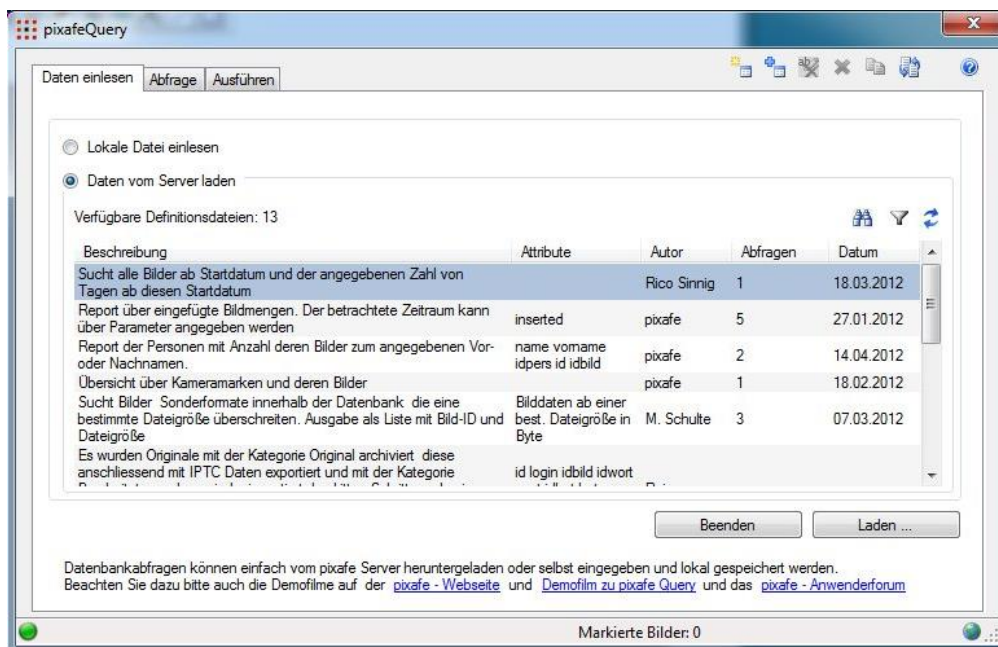 pixafeQuery
Daten einlesen Abfrage Ausführen
Lokale Datei einlesen
Daten vom Server laden
Verfügbare Definitionsdateien: 13
Beschreibung Attribute Autor Abfragen Datum
Sucht alle Bilder ab Startdatum und der angegebenen Zahl von
Tagen ab diesen Startdatum
Rico Sinnig 1 18.03.2012
Report über eingefügte Bildmengen. Der betrachtete Zeitraum kann
über Parameter angegeben werden
inserted pixafe 5 27.01.2012
Report der Personen mit Anzahl deren Bilder zum angegebenen Vor-
oder Nachnamen.
name vorname
idpers id idbild
pixafe 2 14.04.2012
Übersicht über Kameramarken und deren Bilder pixafe 1 18.02.2012
Sucht Bilder Sonderformate innerhalb der Datenbank die eine
bestimmte Dateigröße überschreiten. Ausgabe als Liste mit Bild-ID und
Dateigröße
Bilddaten ab einer
best. Dateigröße in
Byte
M. Schulte 3 07.03.2012
Es wurden Originale mit der Kategorie Original archiviert diese
anschliessend mit IPTC Daten exportiert und mit der Kategorie
id login idbild idwort
Beenden Laden ...
Datenbankabfragen können einfach vom pixafe Server heruntergeladen oder selbst eingegeben und lokal gespeichert werden.
Beachten Sie dazu bitte auch die Demofilme auf der pixafe - Webseite und Demofilm zu pixafe Query und das pixafe - Anwenderforum
Markierte Bilder: 0